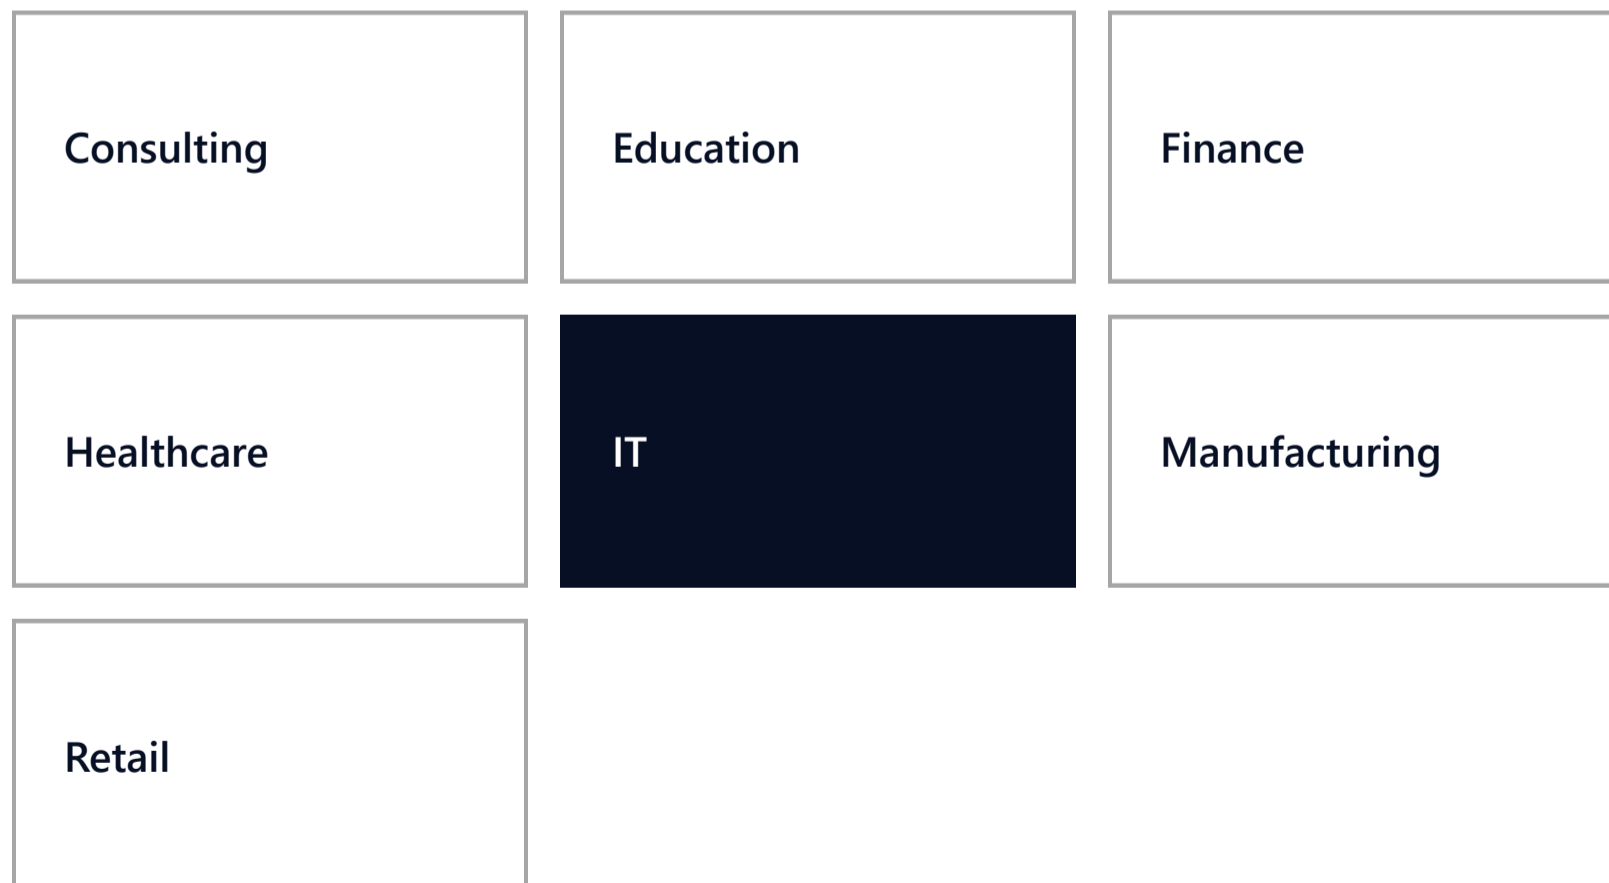 Consulting
Education
Finance
Healthcare
IT
Manufacturing
Retail